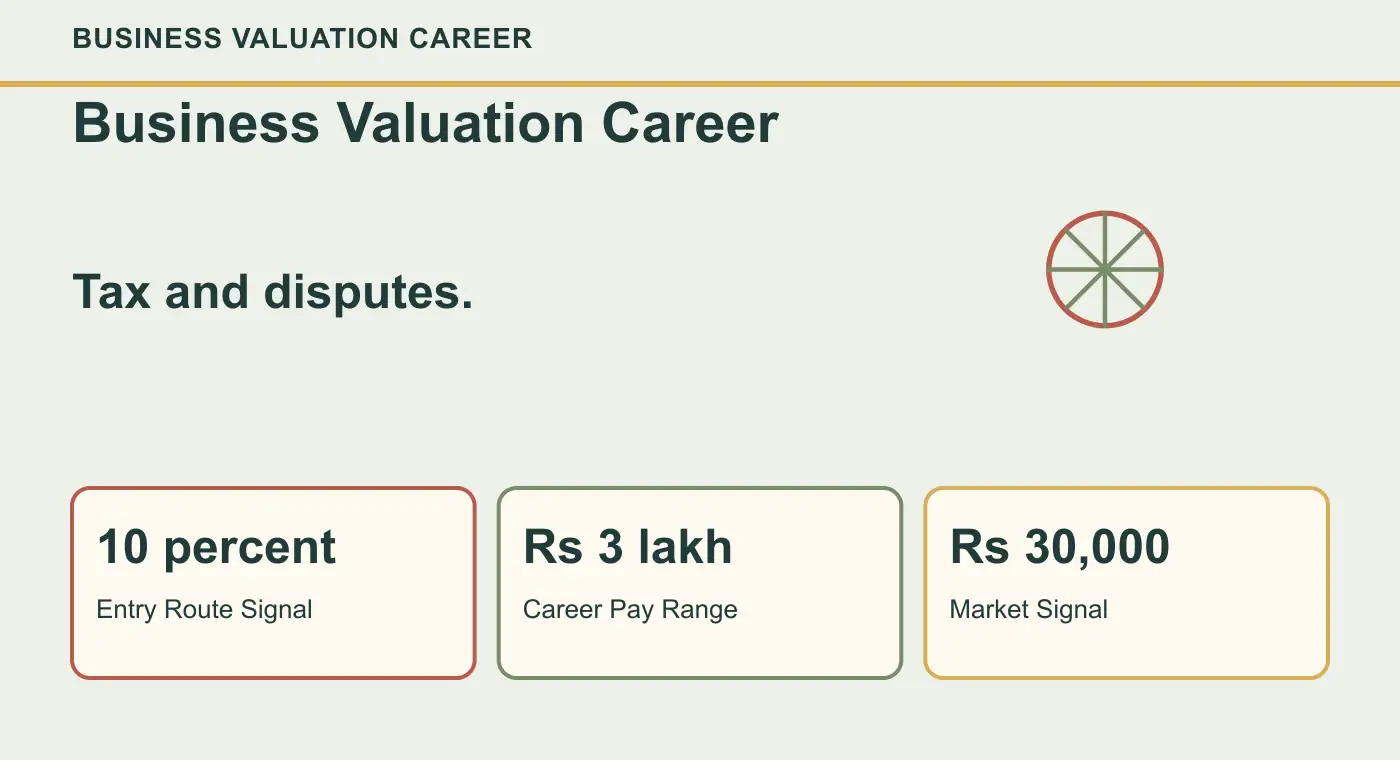 BUSINESS VALUATION CAREER
Business Valuation Career
Tax and disputes.
10 percent
Entry Route Signal
Rs 3 lakh
Career Pay Range
Rs 30,000
Market Signal